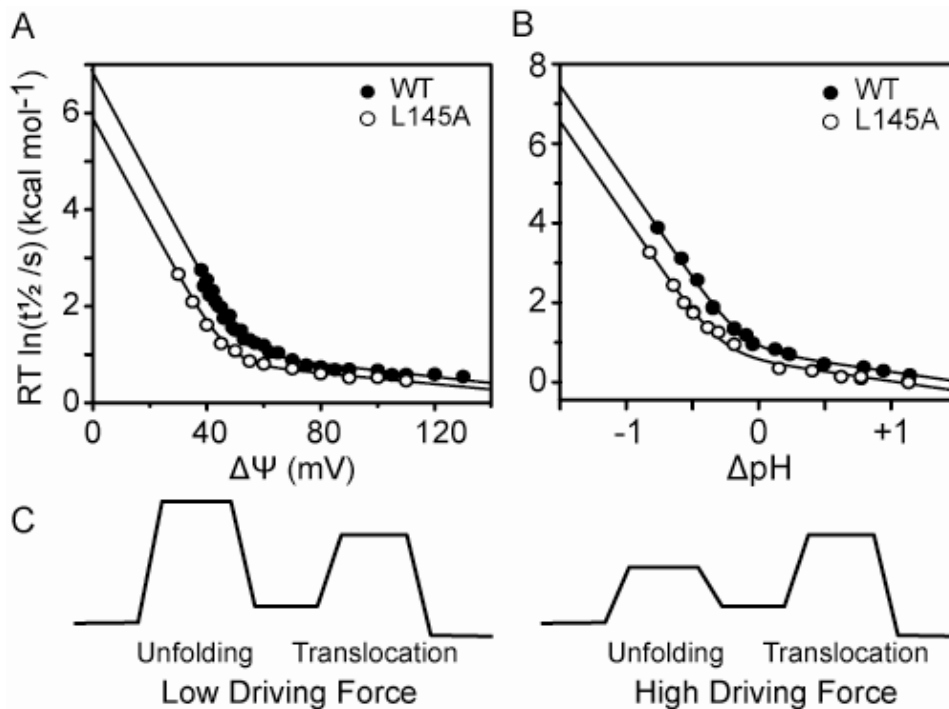 A
WT
L145A
RT ln(t½ /s) (kcal mol-1)
6
4
2
0
0 40 80 120
ΔΨ (mV)
B
WT
L145A
8
6
4
2
0
-1 0 +1
ΔpH
C
Unfolding Translocation
Low Driving Force
Unfolding Translocation
High Driving Force